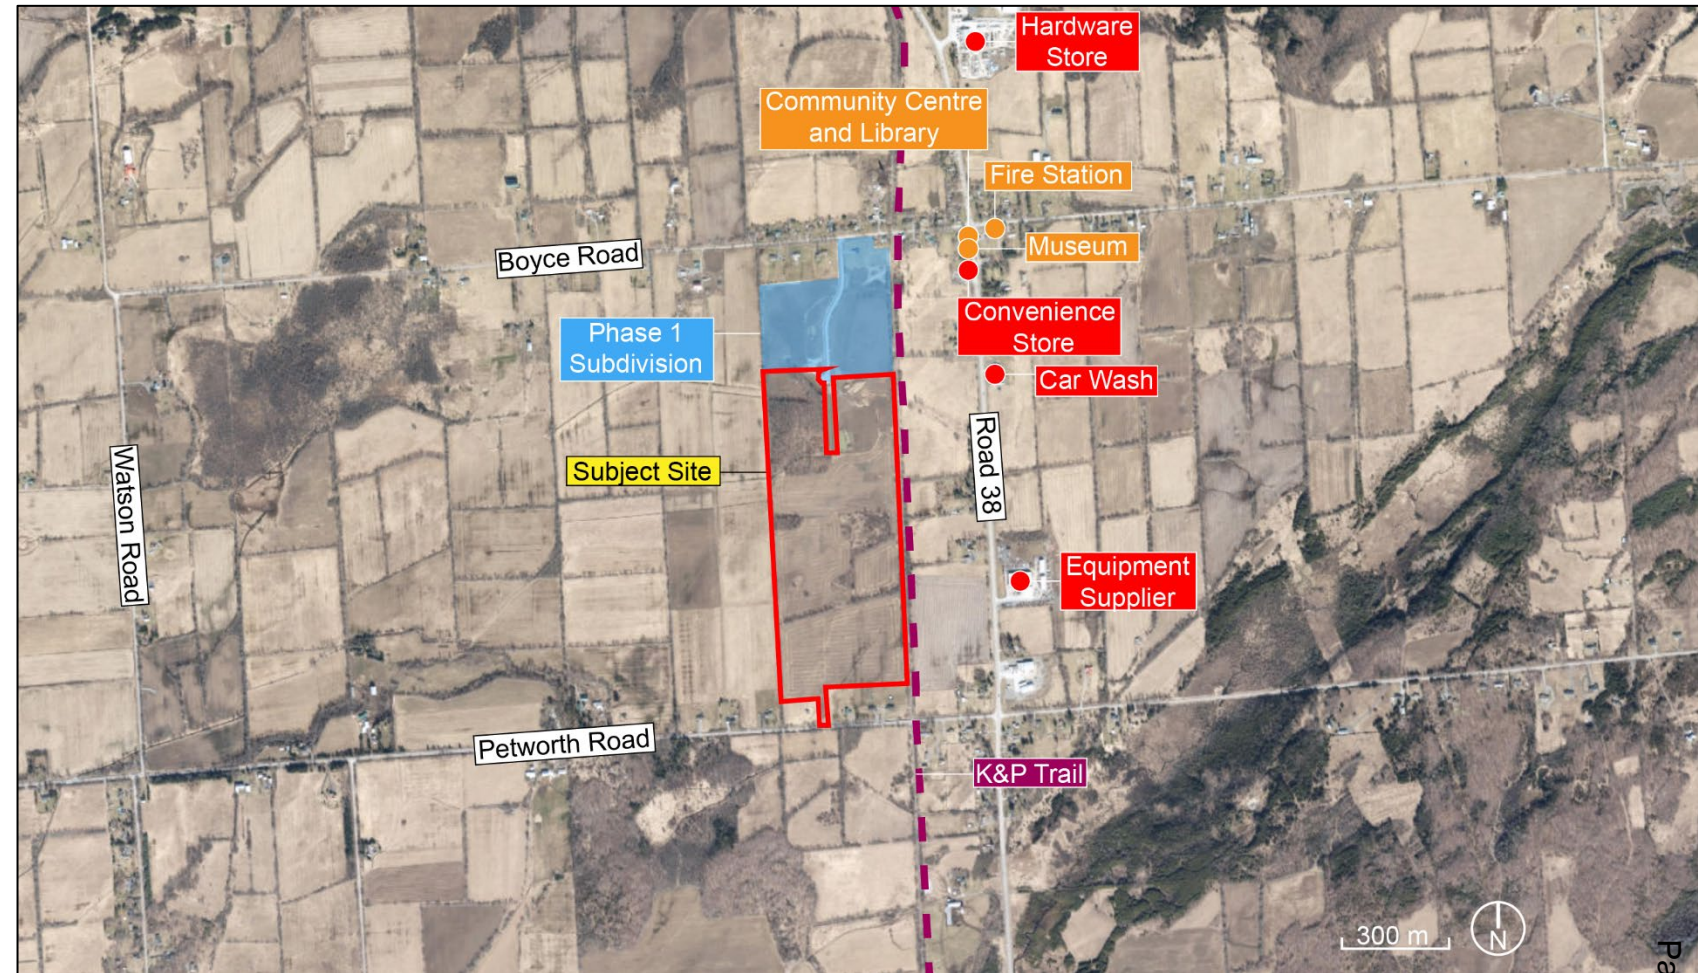 Hardware
Store
Community Centre
and Library
Fire Station
Museum
Boyce Road
Convenience
Store
Phase 1
Subdivision
Car Wash
Road 38
Subject Site
Watson Road
Equipment
Supplier
Petworth Road
K&P Trail
300 m
N
Pa